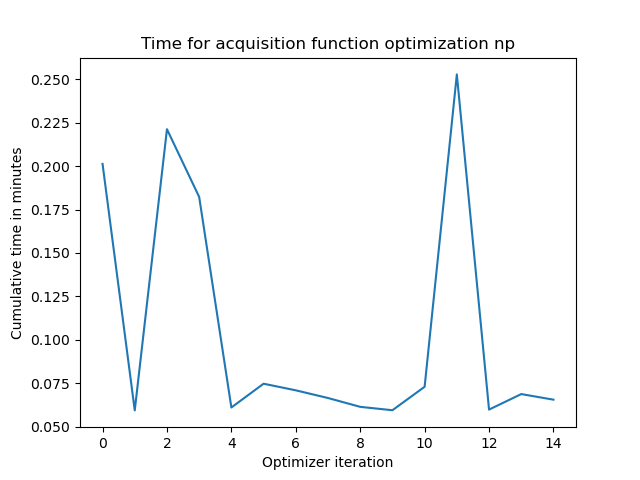 Time for acquisition function optimization np
Cumulative time in minutes
0.250
0.225
0.200
0.175
0.150
0.125
0.100
0.075
0.050
0 2 4 6 8 10 12 14
Optimizer iteration